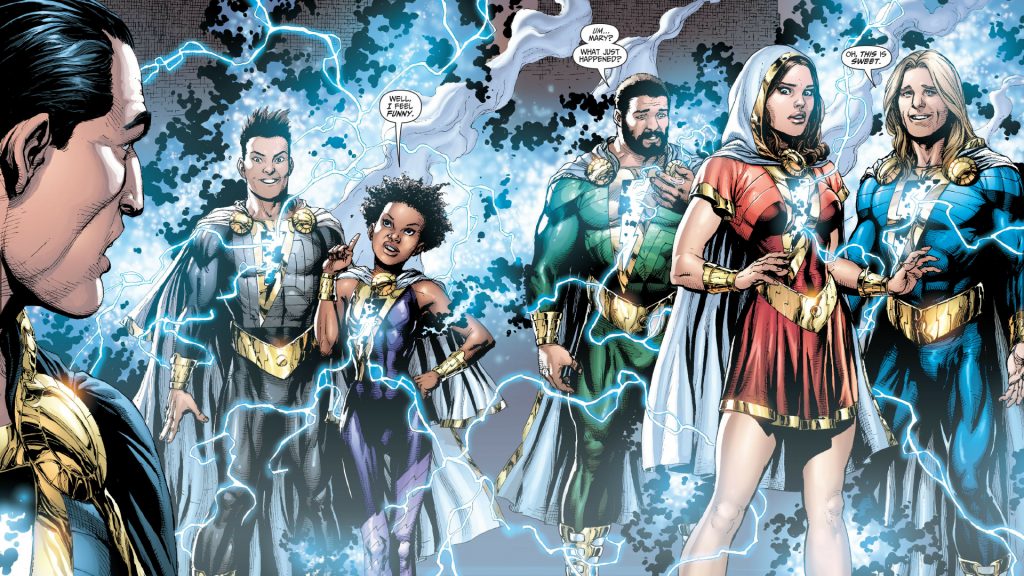 WELL, I
FEEL
FUNNY.
UM...
MARY?
WHAT JUST
HAPPENED?
OH, THIS IS
SWEET.